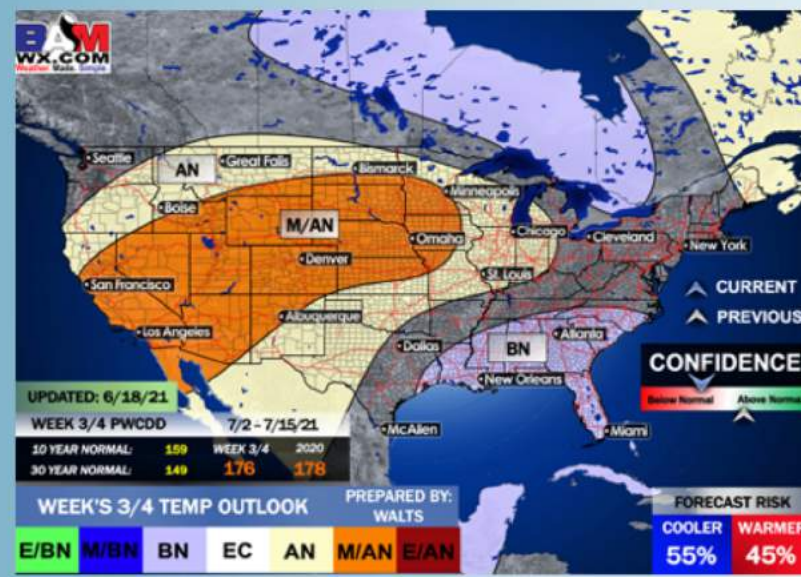 BAM
WX.COM
Weather Made Simple
Seattle
AN
Great Falls
Bismarck
Boise
Minneapolis
M/AN
Omaha
Chicago
Cleveland
New York
Denver
St. Louis
San Francisco
CURRENT
Albuquerque
PREVIOUS
Los Angeles
Dallas
BN
Atlanta
CONFIDENCE
New Orleans
Below Normal
Above Normal
UPDATED: 6/18/21
WEEK 3/4 PWCDD 7/2 - 7/15/21
McAllen
Miami
10 YEAR NORMAL: 159 WEEK 3/4 2020
30 YEAR NORMAL: 149 176 178
WEEK'S 3/4 TEMP OUTLOOK
PREPARED BY:
WALTS
FORECAST RISK
COOLER WARMER
55% 45%
E/BN M/BN BN EC AN M/AN E/AN